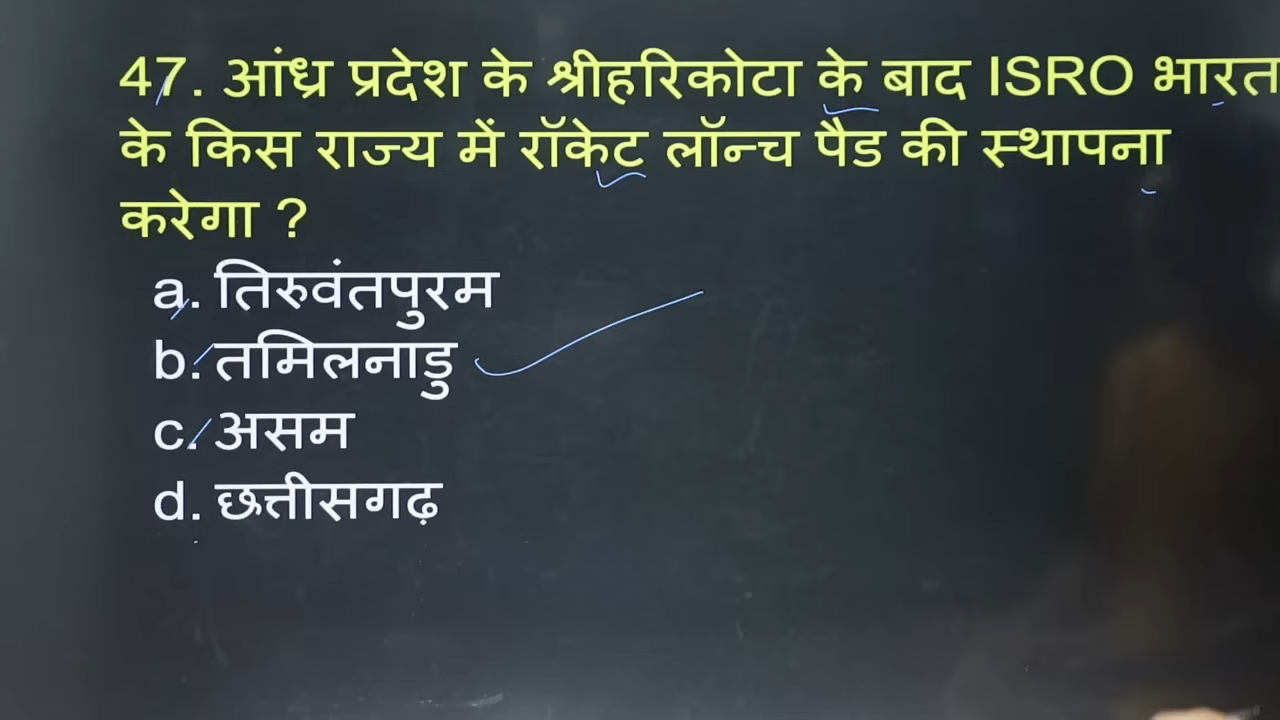 47. आंध्र प्रदेश के श्रीहरिकोटा के बाद ISRO भारत
के किस राज्य में रॉकेट लॉन्च पैड की स्थापना
करेगा ?
a. तिरुवंतपुरम
b. तमिलनाडु
c. असम
d. छत्तीसगढ़